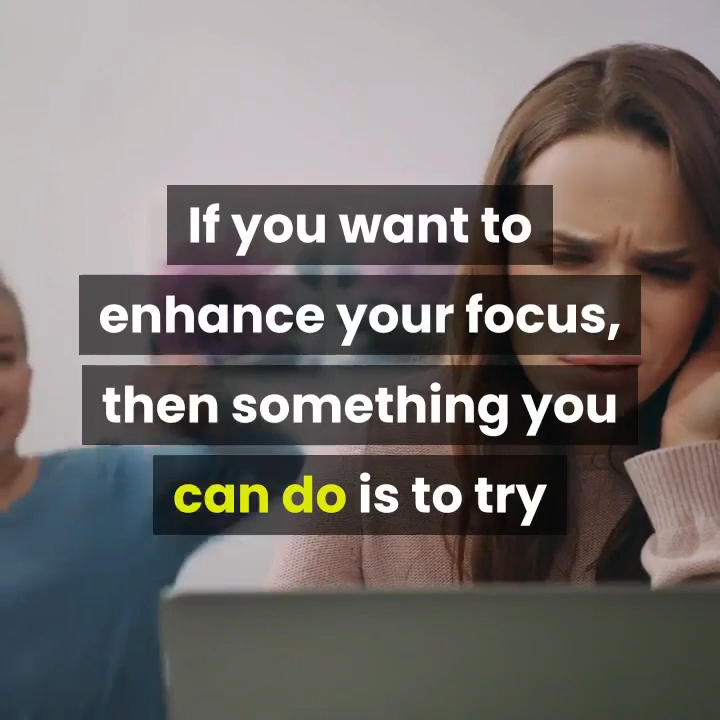 If you want to
enhance your focus,
then something you
can do is to try